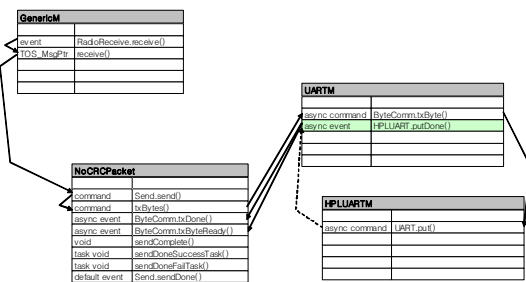 GenericM
event RadioReceive.receive()
TOS_MsgPtr receive()
UARTM
async command ByteComm.txByte()
async event HPLUART.putDone()
NoCRCPacket
command Send.send()
command txBytes()
async event ByteComm.txDone()
async event ByteComm.txByteReady()
void sendComplete()
task void sendDoneSuccessTask()
task void sendDoneFailTask()
default event Send.sendDone()
HPLUARTM
async command UART.put()